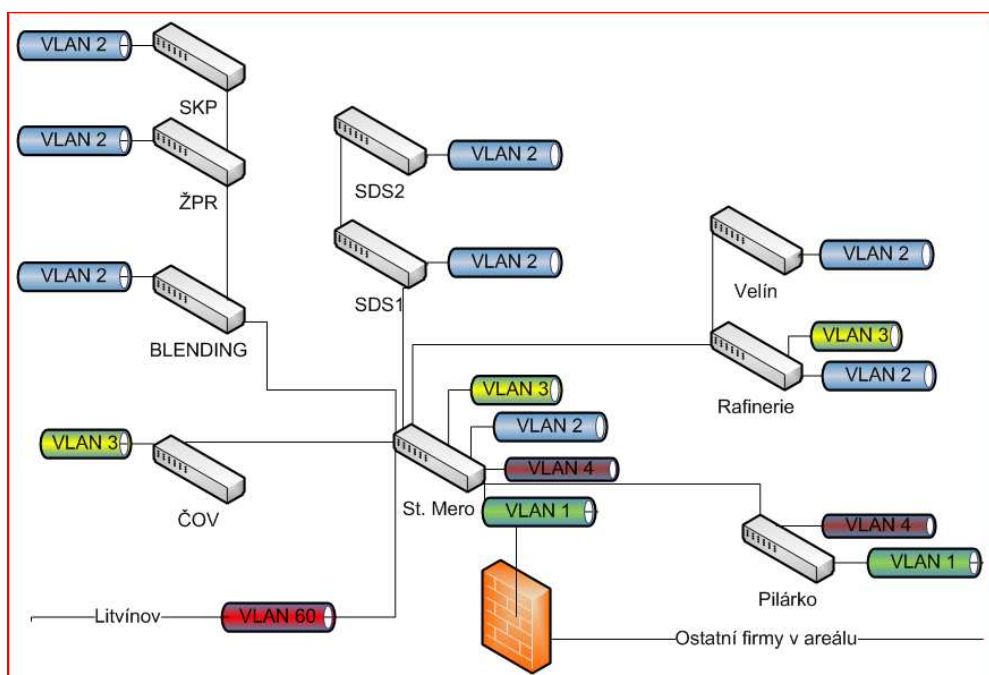 VLAN 2
SKP
VLAN 2
ŽPR
VLAN 2
SDS2
VLAN 2
BLENDING
VLAN 2
SDS1
VLAN 2
Velín
VLAN 3
VLAN 2
Rafinerie
VLAN 3
VLAN 2
VLAN 4
VLAN 1
St. Mero
VLAN 3
ČOV
VLAN 4
VLAN 1
Pilárko
Litvínov
VLAN 60
Ostatní firmy v areálu